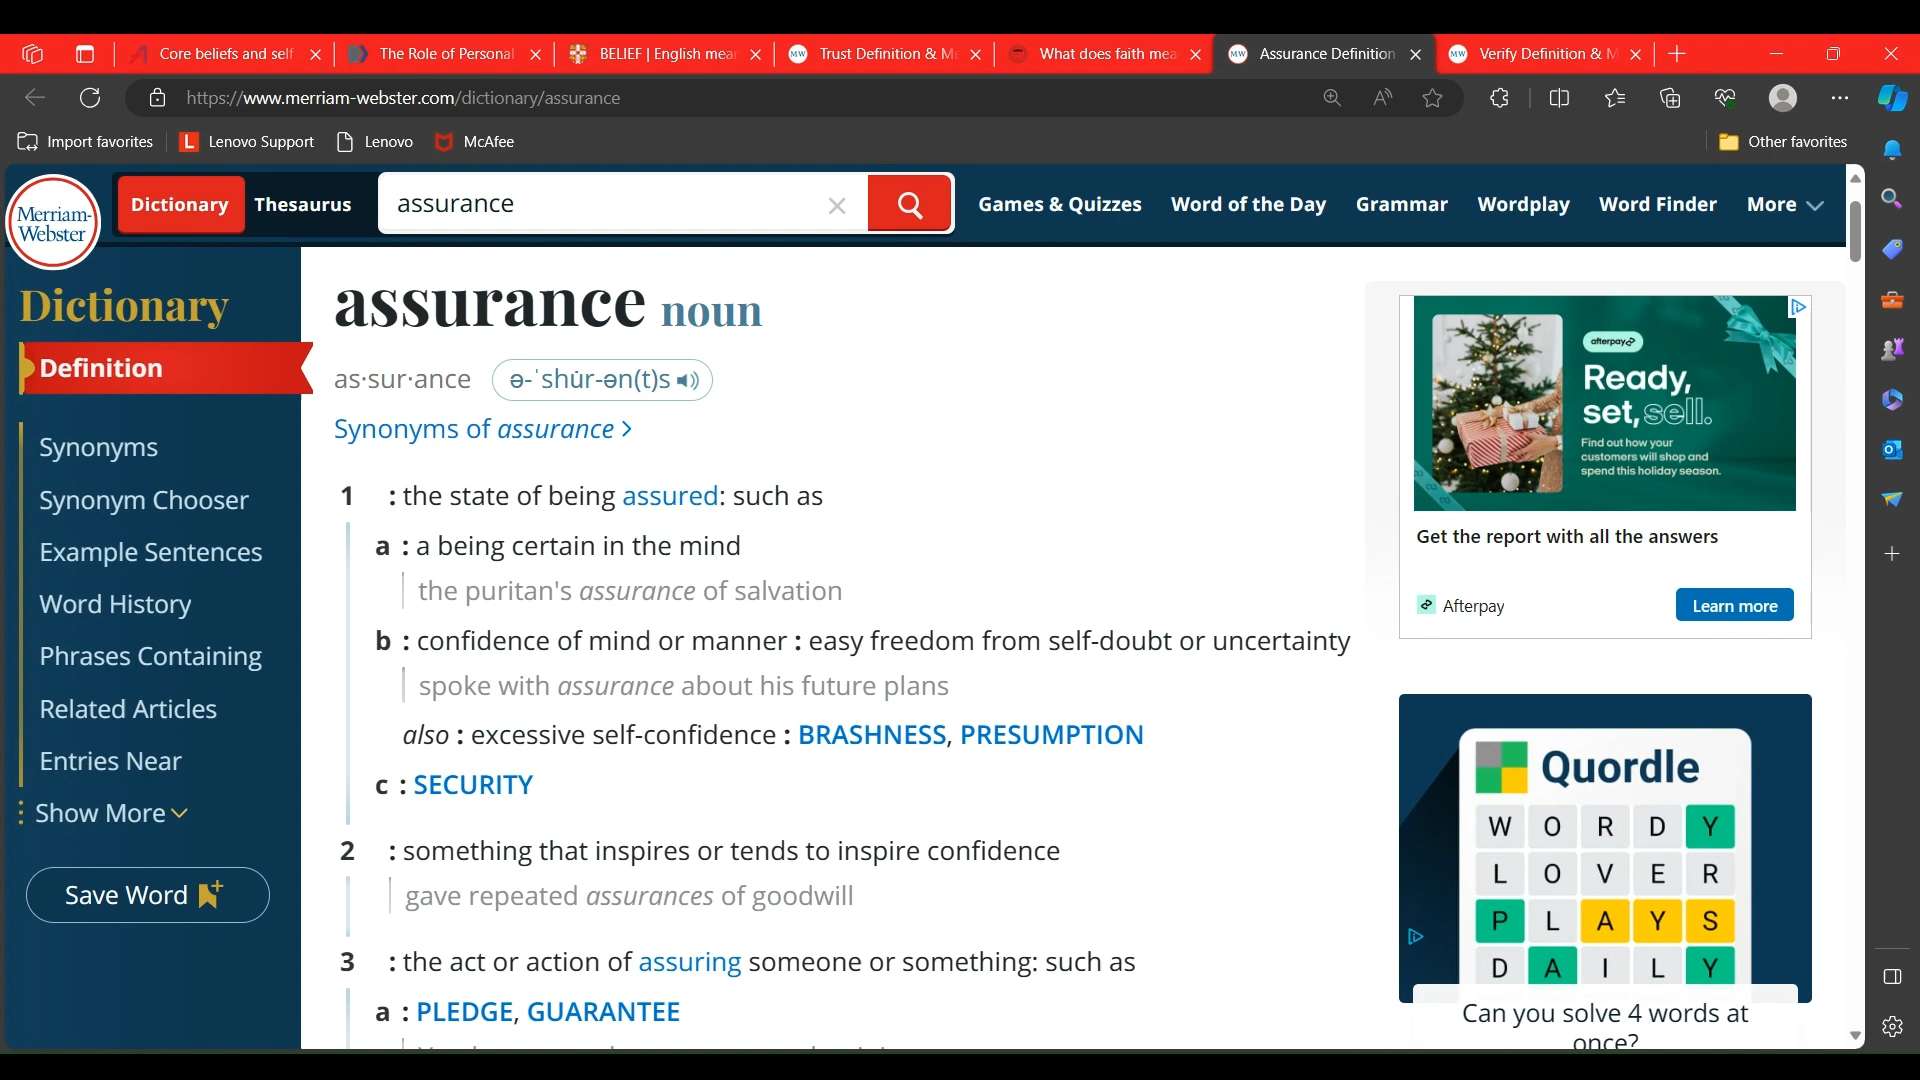 Core beliefs and self
The Role of Personal
BELIEF | English mea
Trust Definition & M
What does faith mea
Assurance Definition
Verify Definition & M
https://www.merriam-webster.com/dictionary/assurance
Import favorites
Lenovo Support
Lenovo
McAfee
Other favorites
Merriam-
Webster
Dictionary
Thesaurus
assurance
Games & Quizzes
Word of the Day
Grammar
Wordplay
Word Finder
More
Dictionary
Definition
Synonyms
Synonym Chooser
Example Sentences
Word History
Phrases Containing
Related Articles
Entries Near
Show More
Save Word
assurance noun
as·sur·ance ə-ˈshu̇r-ən(t)s
Synonyms of assurance >
1 : the state of being assured: such as
a : a being certain in the mind
the puritan's assurance of salvation
b : confidence of mind or manner : easy freedom from self-doubt or uncertainty
spoke with assurance about his future plans
also : excessive self-confidence : BRASHNESS, PRESUMPTION
c : SECURITY
2 : something that inspires or tends to inspire confidence
gave repeated assurances of goodwill
3 : the act or action of assuring someone or something: such as
a : PLEDGE, GUARANTEE
afterpay
Ready,
set, sell.
Find out how your
customers will shop and
spend this holiday season.
Get the report with all the answers
Afterpay
Learn more
Quordle
W O R D Y
L O V E R
P L A Y S
D A I L Y
Can you solve 4 words at
once?